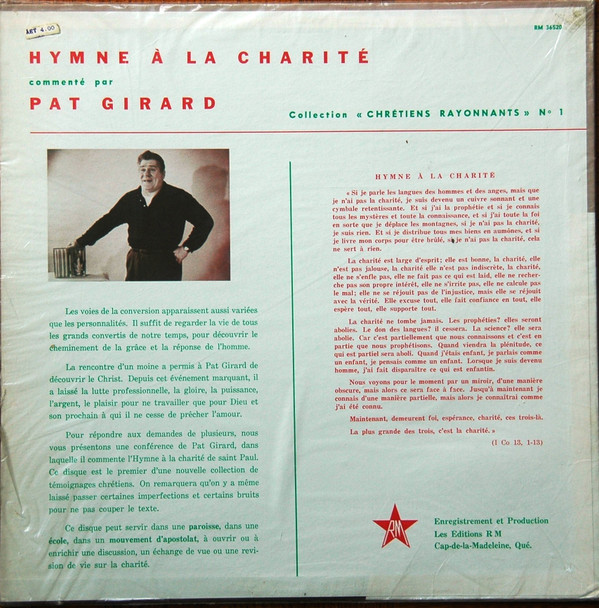 ART 4.00
RM 36520
HYMNE À LA CHARITÉ
commenté par
PAT GIRARD
Collection « CHRÉTIENS RAYONNANTS » No 1
Les voies de la conversion apparaissent aussi variées
que les personnalités. Il suffit de regarder la vie de tous
les grands convertis de notre temps, pour découvrir le
cheminement de la grâce et la réponse de l'homme.
La rencontre d'un moine a permis à Pat Girard de
découvrir le Christ. Depuis cet événement marquant, il
a laissé la lutte professionnelle, la gloire, la puissance,
l'argent, le plaisir pour ne travailler que pour Dieu et
son prochain à qui il ne cesse de prêcher l'amour.
Pour répondre aux demandes de plusieurs, nous
vous présentons une conférence de Pat Girard, dans
laquelle il commente l'Hymne à la charité de saint Paul.
Ce disque est le premier d'une nouvelle collection de
témoignages chrétiens. On remarquera qu'on y a même
laissé passer certaines imperfections et certains bruits
pour ne pas couper le texte.
Ce disque peut servir dans une paroisse, dans une
école, dans un mouvement d'apostolat, à ouvrir ou à
enrichir une discussion, un échange de vue ou une revi-
sion de vie sur la charité.
HYMNE À LA CHARITÉ
« Si je parle les langues des hommes et des anges, mais que
je n'ai pas la charité, je suis devenu un cuivre sonnant et une
cymbale retentissante. Et si j'ai la prophétie et si je connais
tous les mystères et toute la connaissance, et si j'ai toute la foi
en sorte que je déplace les montagnes, si je n'ai pas la charité,
je suis rien. Et si je distribue tous mes biens en aumônes, et si
je livre mon corps pour être brûlé, si je n'ai pas la charité, cela
ne sert à rien.
La charité est large d'esprit; elle est bonne, la charité, elle
n'est pas jalouse, la charité elle n'est pas indiscrète, la charité,
elle ne s'enfle pas, elle ne fait pas ce qui est laid, elle ne recher-
che pas son propre intérêt, elle ne s'irrite pas, elle ne calcule pas
le mal; elle ne se réjouit pas de l'injustice, mais elle se réjouit
avec la vérité. Elle excuse tout, elle fait confiance en tout, elle
espère tout, elle supporte tout.
La charité ne tombe jamais. Les prophéties? elles seront
abolies. Le don des langues? il cessera. La science? elle sera
abolie. Car c'est partiellement que nous connaissons et c'est en
partie que nous prophétisons. Quand viendra la plénitude, ce
qui est partiel sera aboli. Quand j'étais enfant, je parlais comme
un enfant, je pensais comme un enfant. Lorsque je suis devenu
homme, j'ai fait disparaître ce qui est enfantin.
Nous voyons pour le moment par un miroir, d'une manière
obscure, mais alors ce sera face à face. Jusqu'à maintenant je
connais d'une manière partielle, mais alors je connaîtrai comme
j'ai été connu.
Maintenant, demeurent foi, espérance, charité, ces trois-là.
La plus grande des trois, c'est la charité. »
(I Co 13, 1-13)
RM
Enregistrement et Production
Les Editions RM
Cap-de-la-Madeleine, Qué.